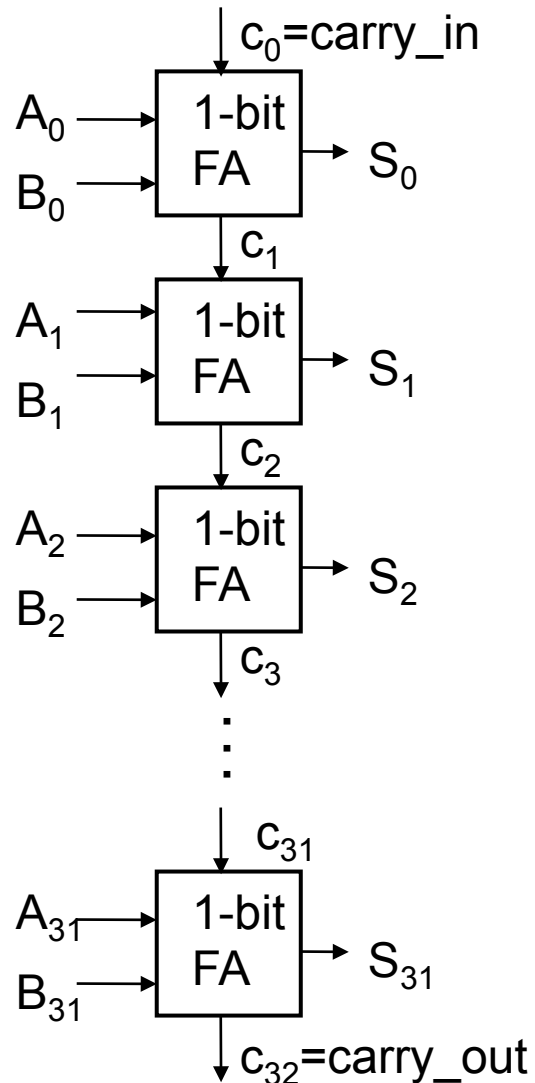 c₀=carry_in
A₀
1-bit
FA
B₀
S₀
c₁
A₁
1-bit
FA
B₁
S₁
c₂
A₂
1-bit
FA
B₂
S₂
c₃
⋮
c₃₁
A₃₁
1-bit
FA
B₃₁
S₃₁
c₃₂=carry_out